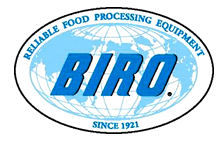 RELIABLE FOOD PROCESSING EQUIPMENT
BIRO.
SINCE 1921